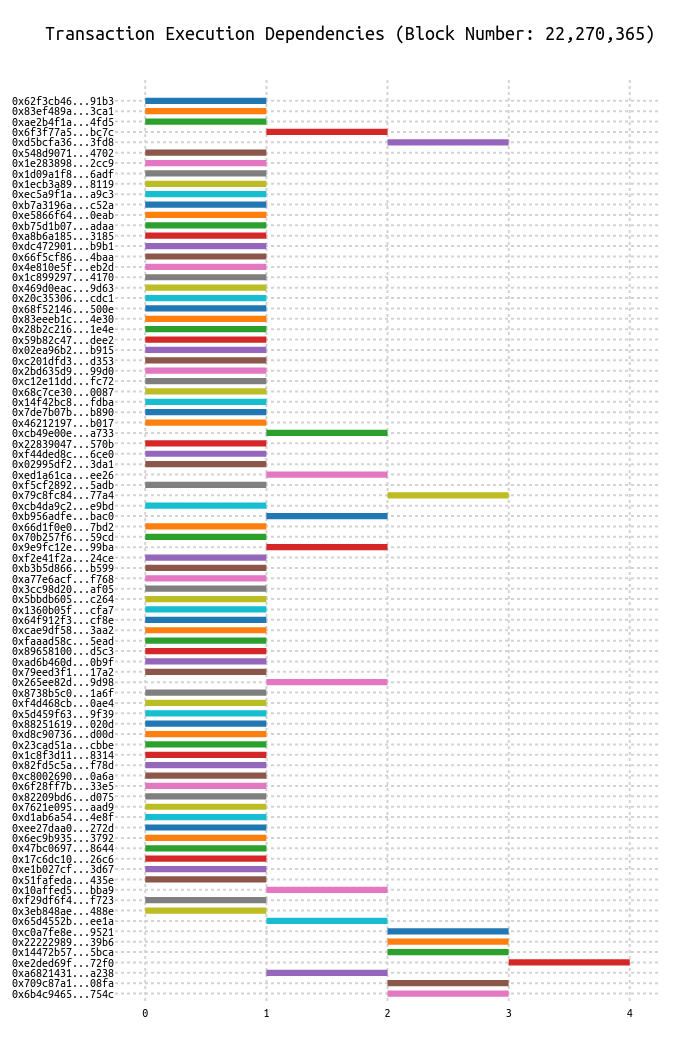 Transaction Execution Dependencies (Block Number: 22,270,365)
0x62f3cb46...91b3
0x83ef489a...3ca1
0xae2b4f1a...4fd5
0x6f3f77a5...bc7c
0xd5bcfa36...3fd8
0x548d9071...4702
0x1e283898...2cc9
0x1d09a1f8...6adf
0x1ecb3a89...8119
0xec5a9f1a...a9c3
0xb7a3196a...c52a
0xe5866f64...0eab
0xb75d1b07...adaa
0xa8b6a185...3185
0xdc472901...b9b1
0x66f5cf86...4baa
0x4e810e5f...eb2d
0x1c899297...4170
0x469d0eac...9d63
0x20c35306...cdc1
0x68f52146...500e
0x83eeeb1c...4e30
0x28b2c216...1e4e
0x59b82c47...dee2
0x02ea96b2...b915
0xc201dfd3...d353
0x2bd635d9...99d0
0xc12e11dd...fc72
0x68c7ce30...0087
0x14f42bc8...fdba
0x7de7b07b...b890
0x46212197...b017
0xcb49e00e...a733
0x22839047...570b
0xf44ded8c...6ce0
0x02995df2...3da1
0xed1a61ca...ee26
0xf5cf2892...5adb
0x79c8fc84...77a4
0xcb4da9c2...e9bd
0xb956adfe...bac0
0x66d1f0e0...7bd2
0x70b257f6...59cd
0x9e9fc12e...99ba
0xf2e41f2a...24ce
0xb3b5d866...b599
0xa77e6acf...f768
0x3cc98d20...af05
0x5bbdb605...c264
0x1360b05f...cfa7
0x64f912f3...cf8e
0xcae9df58...3aa2
0xfaaad58c...5ead
0x89658100...d5c3
0xad6b460d...0b9f
0x79eed3f1...17a2
0x265ee82d...9d98
0x8738b5c0...1a6f
0xf4d468cb...0ae4
0x5d459f63...9f39
0x88251619...020d
0xd8c90736...d00d
0x23cad51a...cbbe
0x1c8f3d11...8314
0x82fd5c5a...f78d
0xc8002690...0a6a
0x6f28ff7b...33e5
0x82209bd6...d075
0x7621e095...aad9
0xd1ab6a54...4e8f
0xee27daa0...272d
0x6ec9b935...3792
0x47bc0697...8644
0x17c6dc10...26c6
0xe1b027cf...3d67
0x51fafeda...435e
0x10affed5...bba9
0xf29df6f4...f723
0x3eb848ae...488e
0x65d4552b...ee1a
0xc0a7fe8e...9521
0x22222989...39b6
0x14472b57...5bca
0xe2ded69f...72f0
0xa6821431...a238
0x709c87a1...08fa
0x6b4c9465...754c
0 1 2 3 4